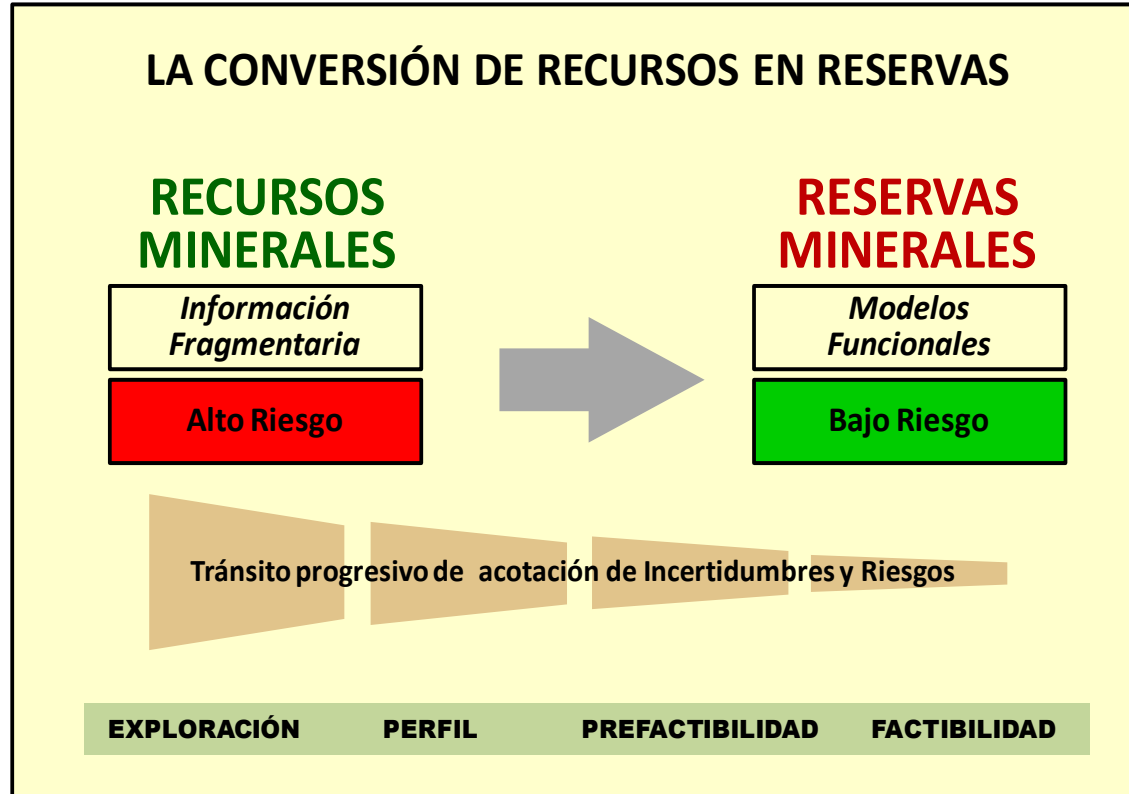 LA CONVERSIÓN DE RECURSOS EN RESERVAS
RECURSOS
MINERALES
Información
Fragmentaria
Alto Riesgo
RESERVAS
MINERALES
Modelos
Funcionales
Bajo Riesgo
Tránsito progresivo de acotación de Incertidumbres y Riesgos
EXPLORACIÓN PERFIL PREFACTIBILIDAD FACTIBILIDAD